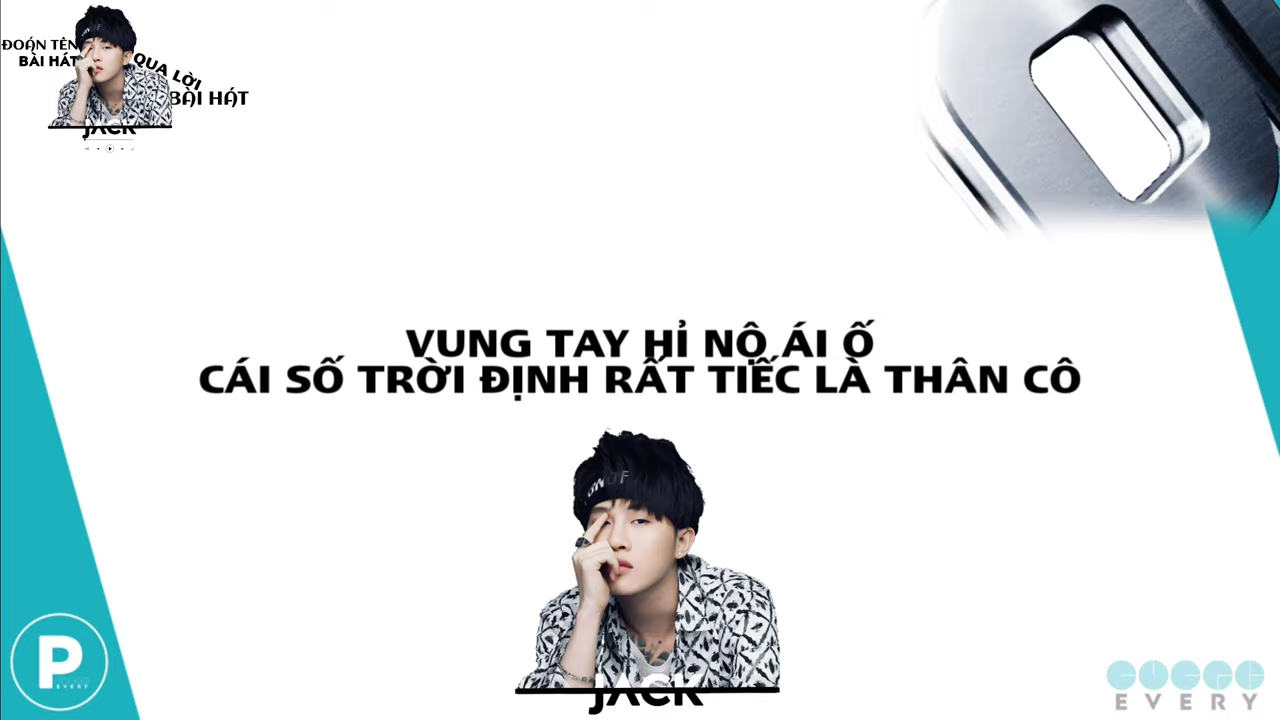 ĐOÁN TÊN
BÀI HÁT
QUA LỜI
BÀI HÁT
JACK
VUNG TAY HỈ NỘ ÁI Ố
CÁI SỐ TRỜI ĐỊNH RẤT TIẾC LÀ THÂN CÔ
JACK
P
EVERY
EVERY